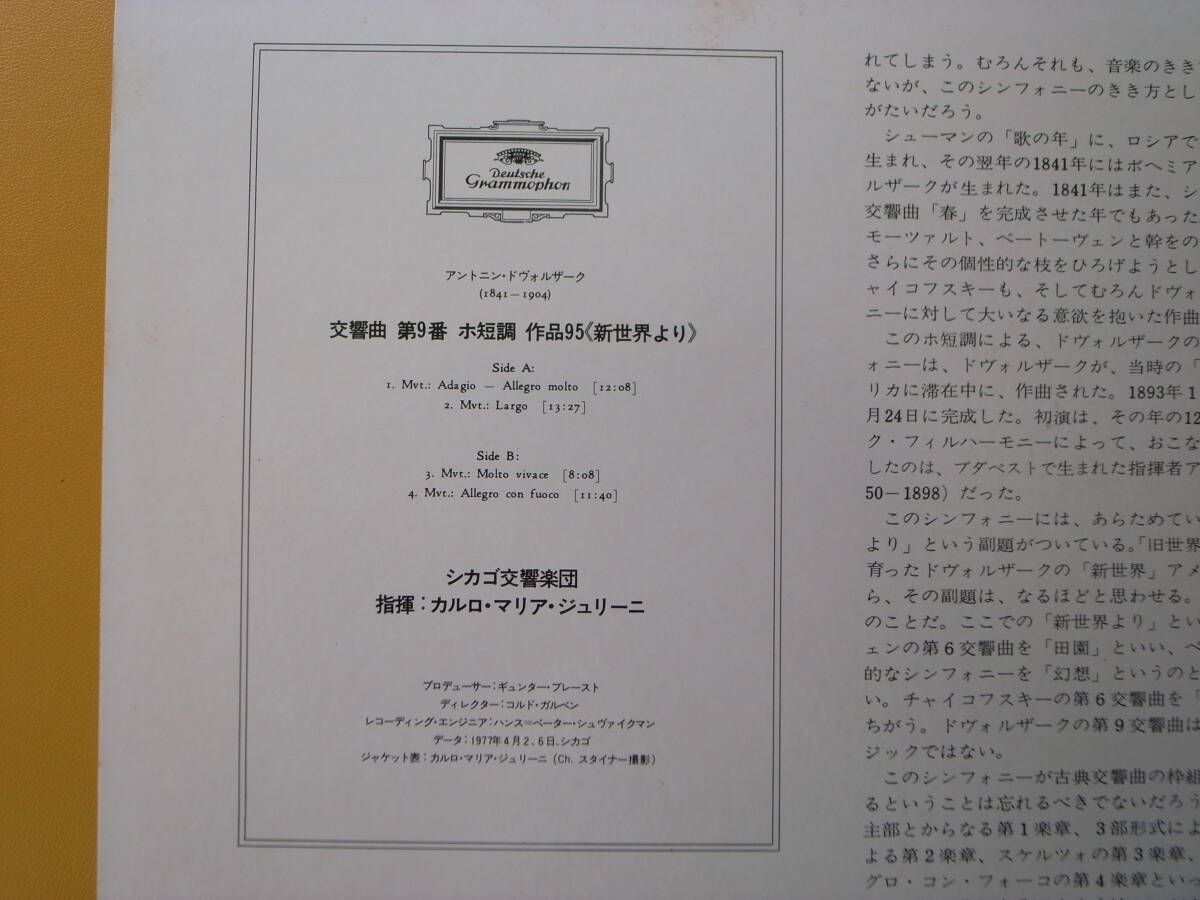 Deutsche
Grammophon
アントニン・ドヴォルザーク
(1841－1904)
交響曲 第9番 ホ短調 作品95《新世界より》
Side A:
1. Mvt.: Adagio — Allegro molto [12:08]
2. Mvt.: Largo [13:27]
Side B:
3. Mvt.: Molto vivace [8:08]
4. Mvt.: Allegro con fuoco [11:40]
シカゴ交響楽団
指揮：カルロ・マリア・ジュリーニ
プロデューサー：ギュンター・ブレースト
ディレクター：コルド・ガルベン
レコーディング・エンジニア：ハンス＝ペーター・シュヴァイクマン
データ：1977年4月2、6日、シカゴ
ジャケット表：カルロ・マリア・ジュリーニ (Ch. スタイナー撮影)
れてしまう。むろんそれも、音楽のきき
ないが、このシンフォニーのきき方とし
がたいだろう。
シューマンの「歌の年」に、ロシアで
生まれ、その翌年の1841年にはボヘミア
ルザークが生まれた。1841年はまた、シ
交響曲「春」を完成させた年でもあった
モーツァルト、ベートーヴェンと幹をの
さらにその個性的な枝をひろげようとし
ャイコフスキーも、そしてむろんドヴォ
ニーに対して大いなる意欲を抱いた作曲
このホ短調による、ドヴォルザークの
ォニーは、ドヴォルザークが、当時の「
リカに滞在中に、作曲された。1893年1
月24日に完成した。初演は、その年の12
ク・フィルハーモニーによって、おこな
したのは、ブダペストで生まれた指揮者ア
50－1898）だった。
このシンフォニーには、あらためてい
より」という副題がついている。「旧世界
育ったドヴォルザークの「新世界」アメ
ら、その副題は、なるほどと思わせる。
のことだ。ここでの「新世界より」とい
ェンの第6交響曲を「田園」といい、ベ
的なシンフォニーを「幻想」というのと
い。チャイコフスキーの第6交響曲を
ちがう。ドヴォルザークの第9交響曲は
ジックではない。
このシンフォニーが古典交響曲の枠組
るということは忘れるべきでないだろう
主部とからなる第1楽章、3部形式によ
よる第2楽章、スケルツォの第3楽章、
グロ・コン・フォーコの第4楽章といっ